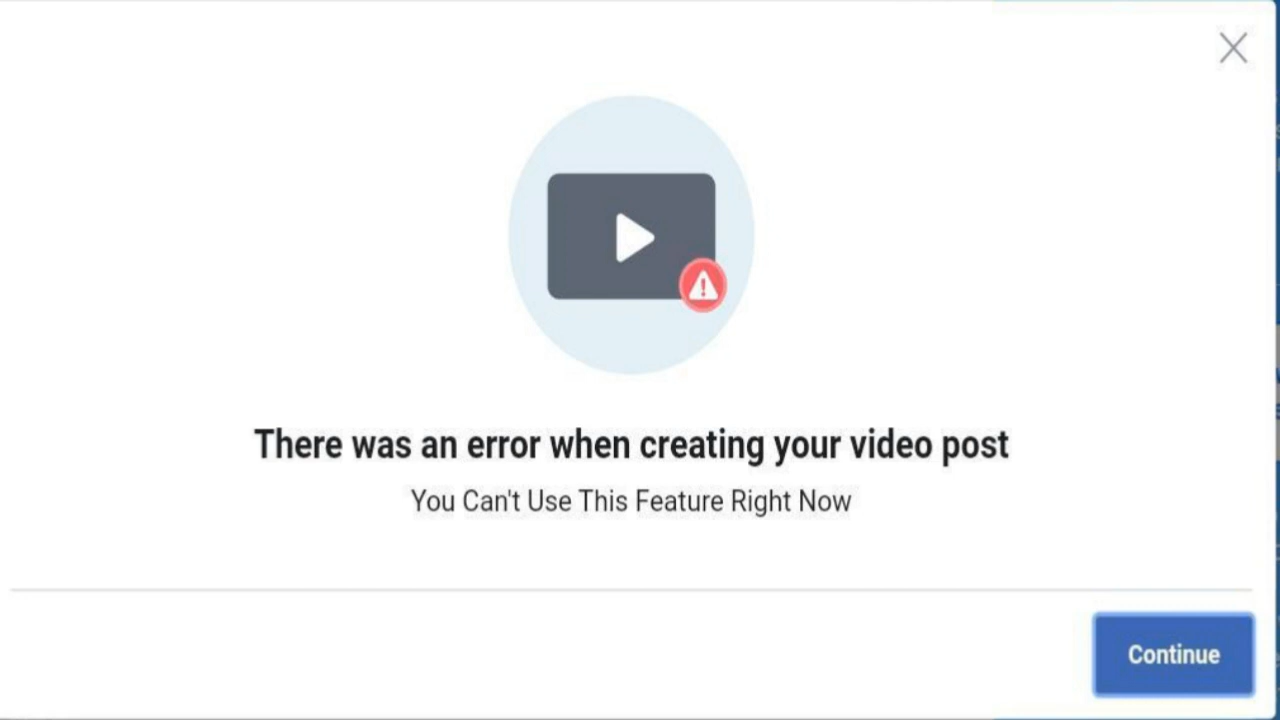 There was an error when creating your video post
You Can't Use This Feature Right Now
Continue